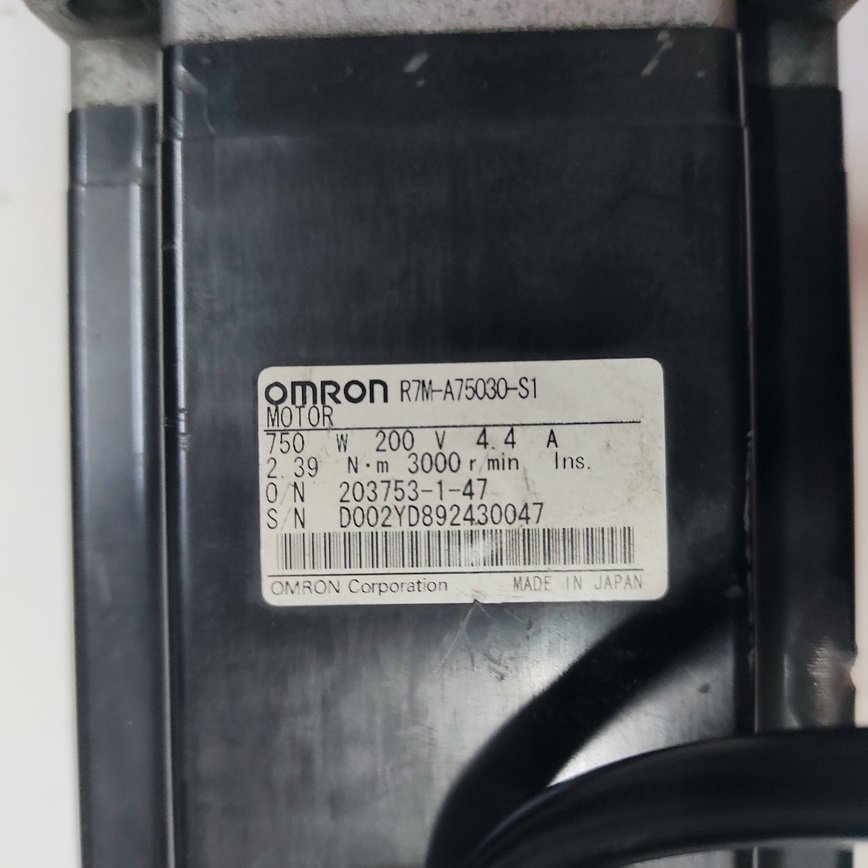 OMRON R7M-A75030-S1
MOTOR
750 W 200 V 4.4 A
2.39 N·m 3000 r/min Ins.
O/N 203753-1-47
S/N D002YD892430047
OMRON Corporation MADE IN JAPAN